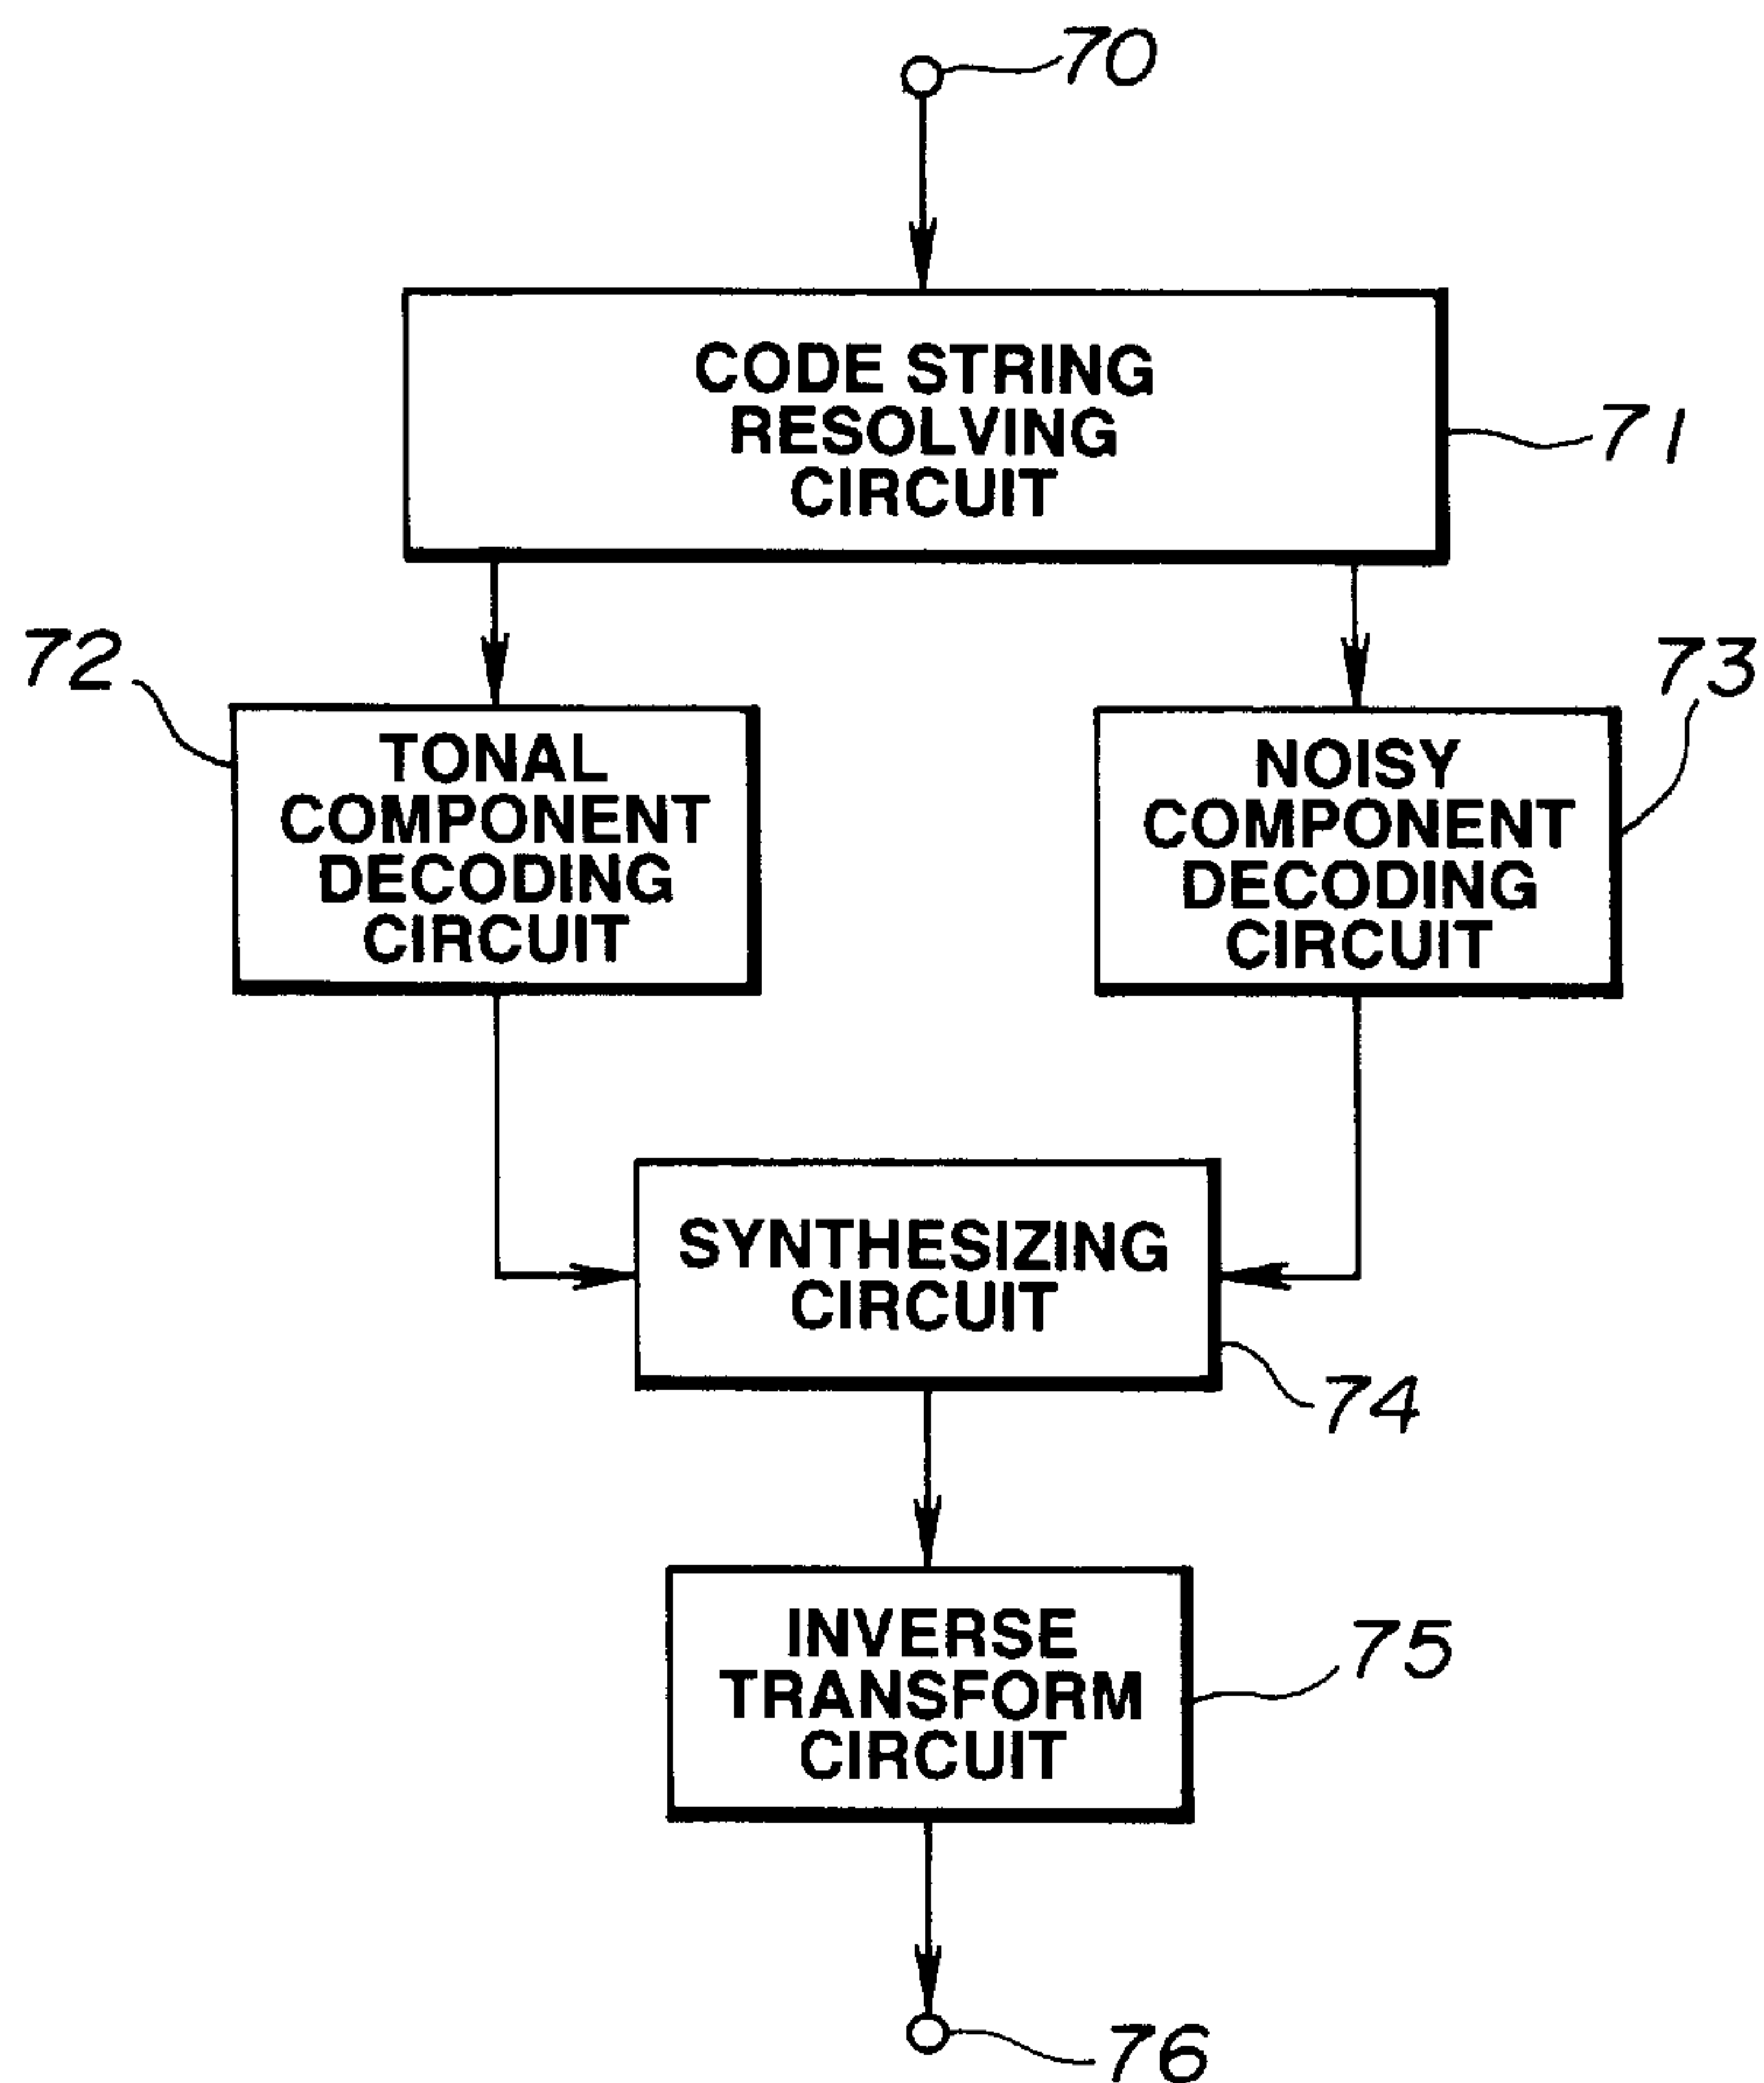 70
CODE STRING
RESOLVING
CIRCUIT
71
72
TONAL
COMPONENT
DECODING
CIRCUIT
73
NOISY
COMPONENT
DECODING
CIRCUIT
SYNTHESIZING
CIRCUIT
74
INVERSE
TRANSFORM
CIRCUIT
75
76